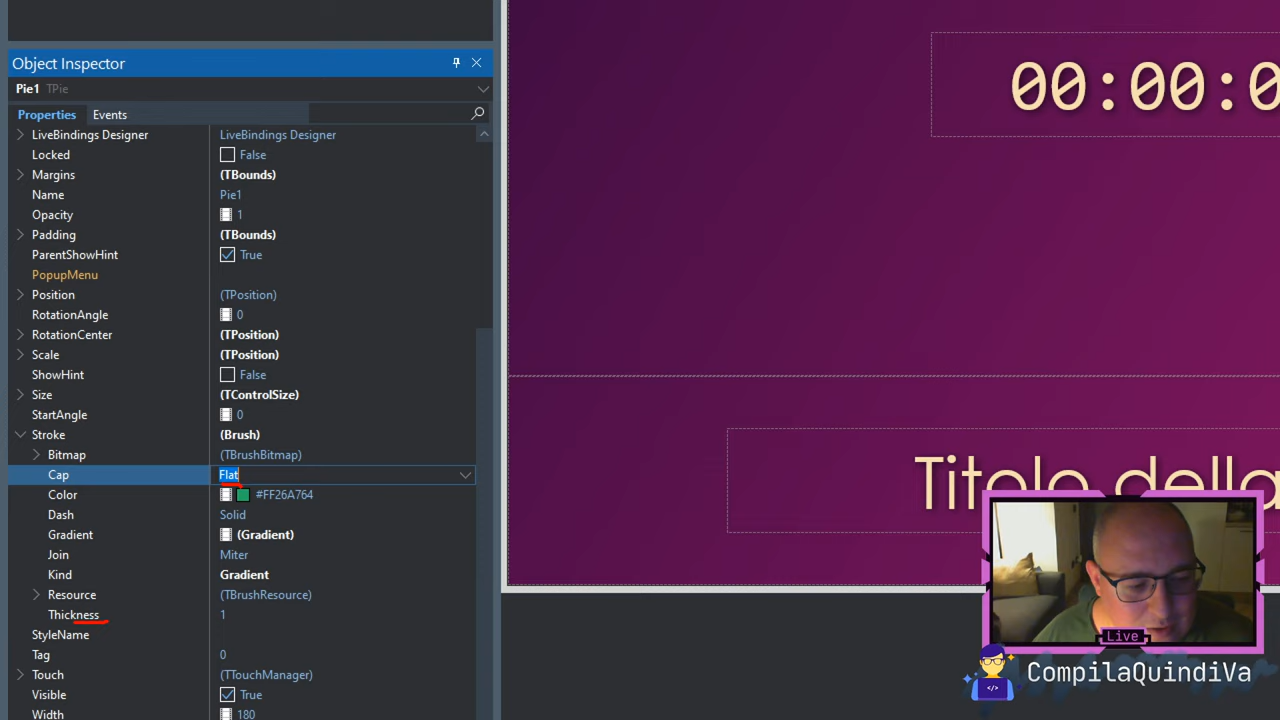 Object Inspector
Pie1 TPie
Properties Events
LiveBindings Designer LiveBindings Designer
Locked False
Margins (TBounds)
Name Pie1
Opacity 1
Padding (TBounds)
ParentShowHint True
PopupMenu
Position (TPosition)
RotationAngle 0
RotationCenter (TPosition)
Scale (TPosition)
ShowHint False
Size (TControlSize)
StartAngle 0
Stroke (Brush)
Bitmap (TBrushBitmap)
Cap Flat
Color #FF26A764
Dash Solid
Gradient (Gradient)
Join Miter
Kind Gradient
Resource (TBrushResource)
Thickness 1
StyleName
Tag 0
Touch (TTouchManager)
Visible True
Width 180
00:00:0
Titolo della
Live
</>
CompilaQuindiVa